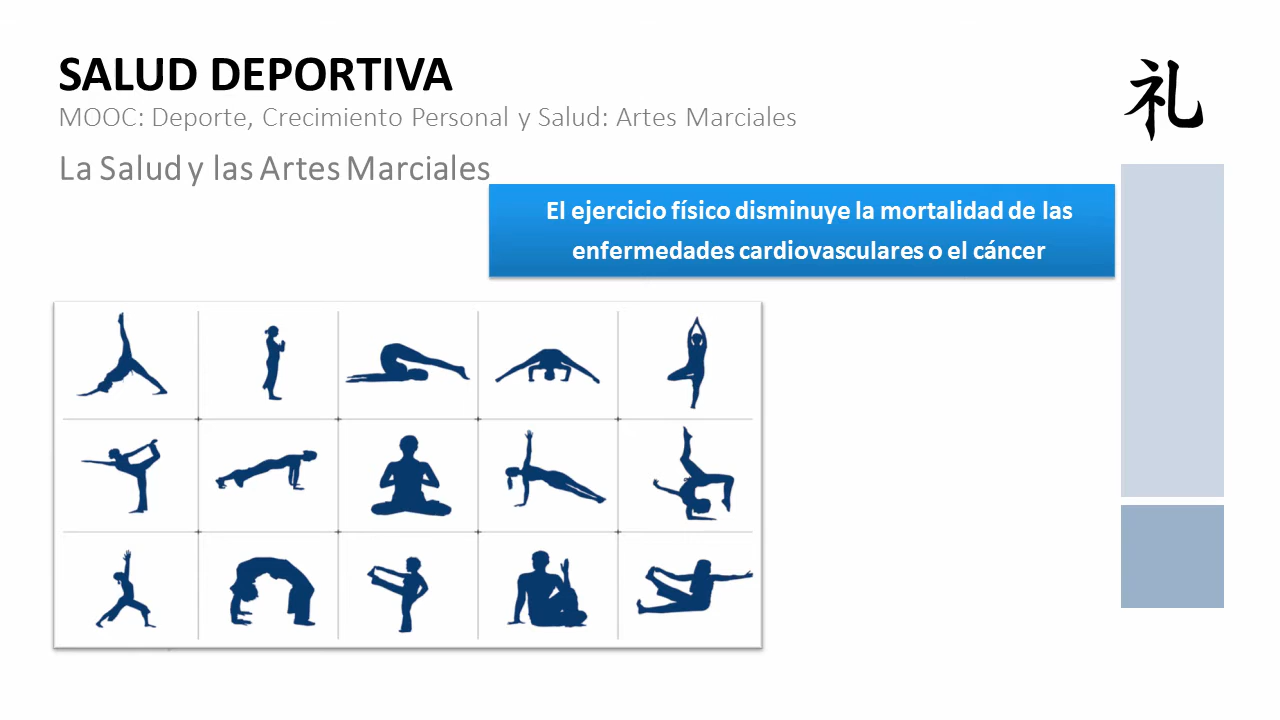 SALUD DEPORTIVA
MOOC: Deporte, Crecimiento Personal y Salud: Artes Marciales
La Salud y las Artes Marciales
礼
El ejercicio físico disminuye la mortalidad de las
enfermedades cardiovasculares o el cáncer